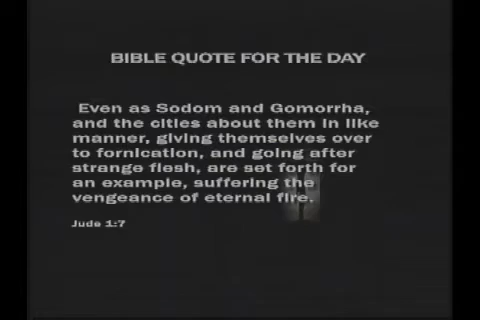 BIBLE QUOTE FOR THE DAY
Even as Sodom and Gomorrha,
and the cities about them in like
manner, giving themselves over
to fornication, and going after
strange flesh, are set forth for
an example, suffering the
vengeance of eternal fire.
Jude 1:7